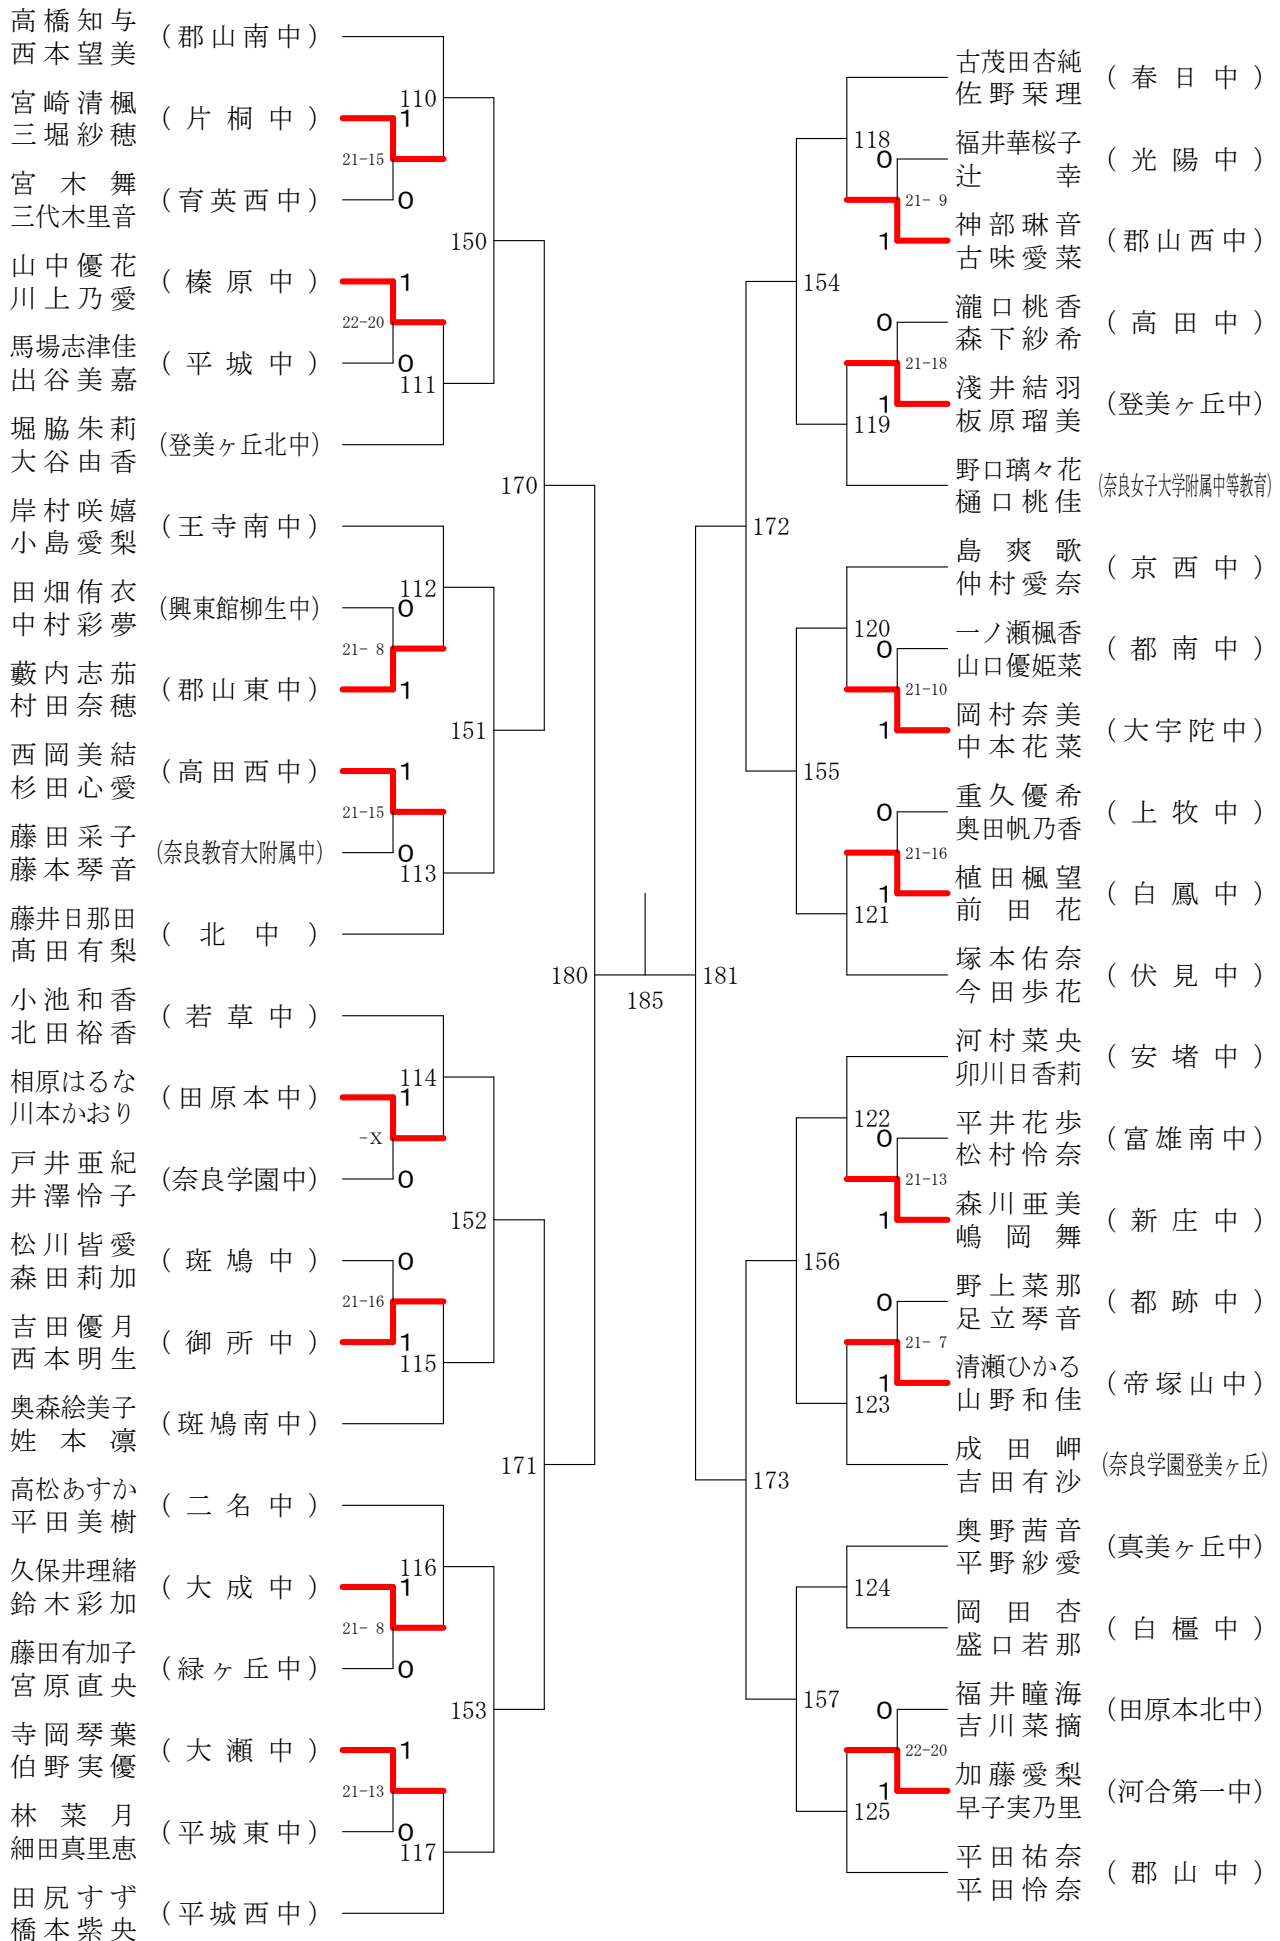 高橋知与
西本望美
(郡山南中)
110
宮崎清楓
三堀紗穂
(片桐中)
1
21-15
宮木舞
三代木里音
(育英西中)
0
150
山中優花
川上乃愛
(榛原中)
1
22-20
馬場志津佳
出谷美嘉
(平城中)
0
111
堀脇朱莉
大谷由香
(登美ヶ丘北中)
170
岸村咲嬉
小島愛梨
(王寺南中)
112
田畑侑衣
中村彩夢
(興東館柳生中)
0
21- 8
藪内志茄
村田奈穂
(郡山東中)
1
151
西岡美結
杉田心愛
(高田西中)
1
21-15
藤田采子
藤本琴音
(奈良教育大附属中)
0
113
藤井日那田
髙田有梨
(北中)
180
小池和香
北田裕香
(若草中)
114
相原はるな
川本かおり
(田原本中)
1
-X
戸井亜紀
井澤怜子
(奈良学園中)
0
152
松川皆愛
森田莉加
(斑鳩中)
0
21-16
吉田優月
西本明生
(御所中)
1
115
奥森絵美子
姓本凛
(斑鳩南中)
171
高松あすか
平田美樹
(二名中)
116
久保井理緒
鈴木彩加
(大成中)
1
21- 8
藤田有加子
宮原直央
(緑ヶ丘中)
0
153
寺岡琴葉
伯野実優
(大瀬中)
1
21-13
林菜月
細田真里恵
(平城東中)
0
117
田尻すず
橋本紫央
(平城西中)
185
古茂田杏純
佐野栞理
(春日中)
118
福井華桜子
辻幸
(光陽中)
0
21- 9
神部琳音
古味愛菜
(郡山西中)
1
154
瀧口桃香
森下紗希
(高田中)
0
21-18
淺井結羽
板原瑠美
(登美ヶ丘中)
1
119
野口璃々花
樋口桃佳
(奈良女子大学附属中等教育)
172
島爽歌
仲村愛奈
(京西中)
120
一ノ瀬楓香
山口優姫菜
(都南中)
0
21-10
岡村奈美
中本花菜
(大宇陀中)
1
155
重久優希
奥田帆乃香
(上牧中)
0
21-16
植田楓望
前田花
(白鳳中)
1
121
塚本佑奈
今田歩花
(伏見中)
181
河村菜央
卯川日香莉
(安堵中)
122
平井花歩
松村怜奈
(富雄南中)
0
21-13
森川亜美
嶋岡舞
(新庄中)
1
156
野上菜那
足立琴音
(都跡中)
0
21- 7
清瀬ひかる
山野和佳
(帝塚山中)
1
123
成田岬
吉田有沙
(奈良学園登美ヶ丘)
173
奥野茜音
平野紗愛
(真美ヶ丘中)
124
岡田杏
盛口若那
(白橿中)
157
福井瞳海
吉川菜摘
(田原本北中)
0
22-20
加藤愛梨
早子実乃里
(河合第一中)
1
125
平田祐奈
平田怜奈
(郡山中)